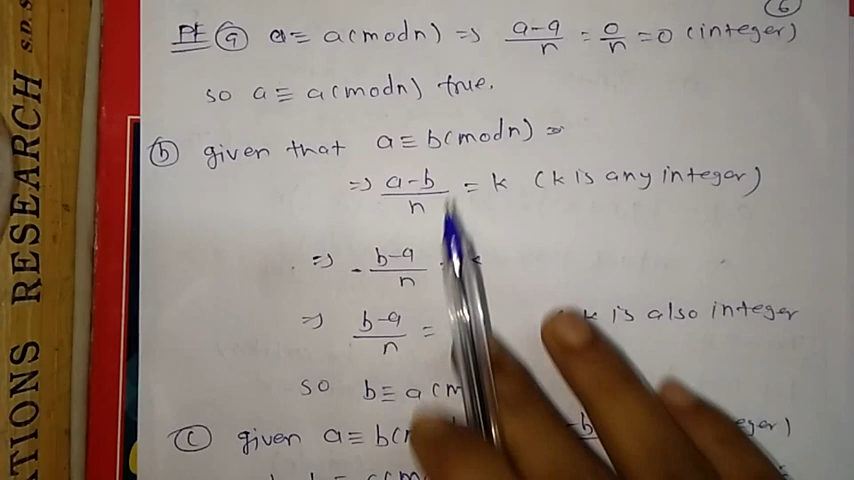 6
Pf (a) a ≡ a(mod n) => (a-a)/n = 0/n = 0 (integer)
so a ≡ a(mod n) true.
(b) given that a ≡ b(mod n) =>
=> (a-b)/n = k (k is any integer)
=> - (b-a)/n
=> (b-a)/n = k is also integer
so b ≡ a (m
(c) given a ≡ b(m -b
ATIONS RESEARCH S.D.S